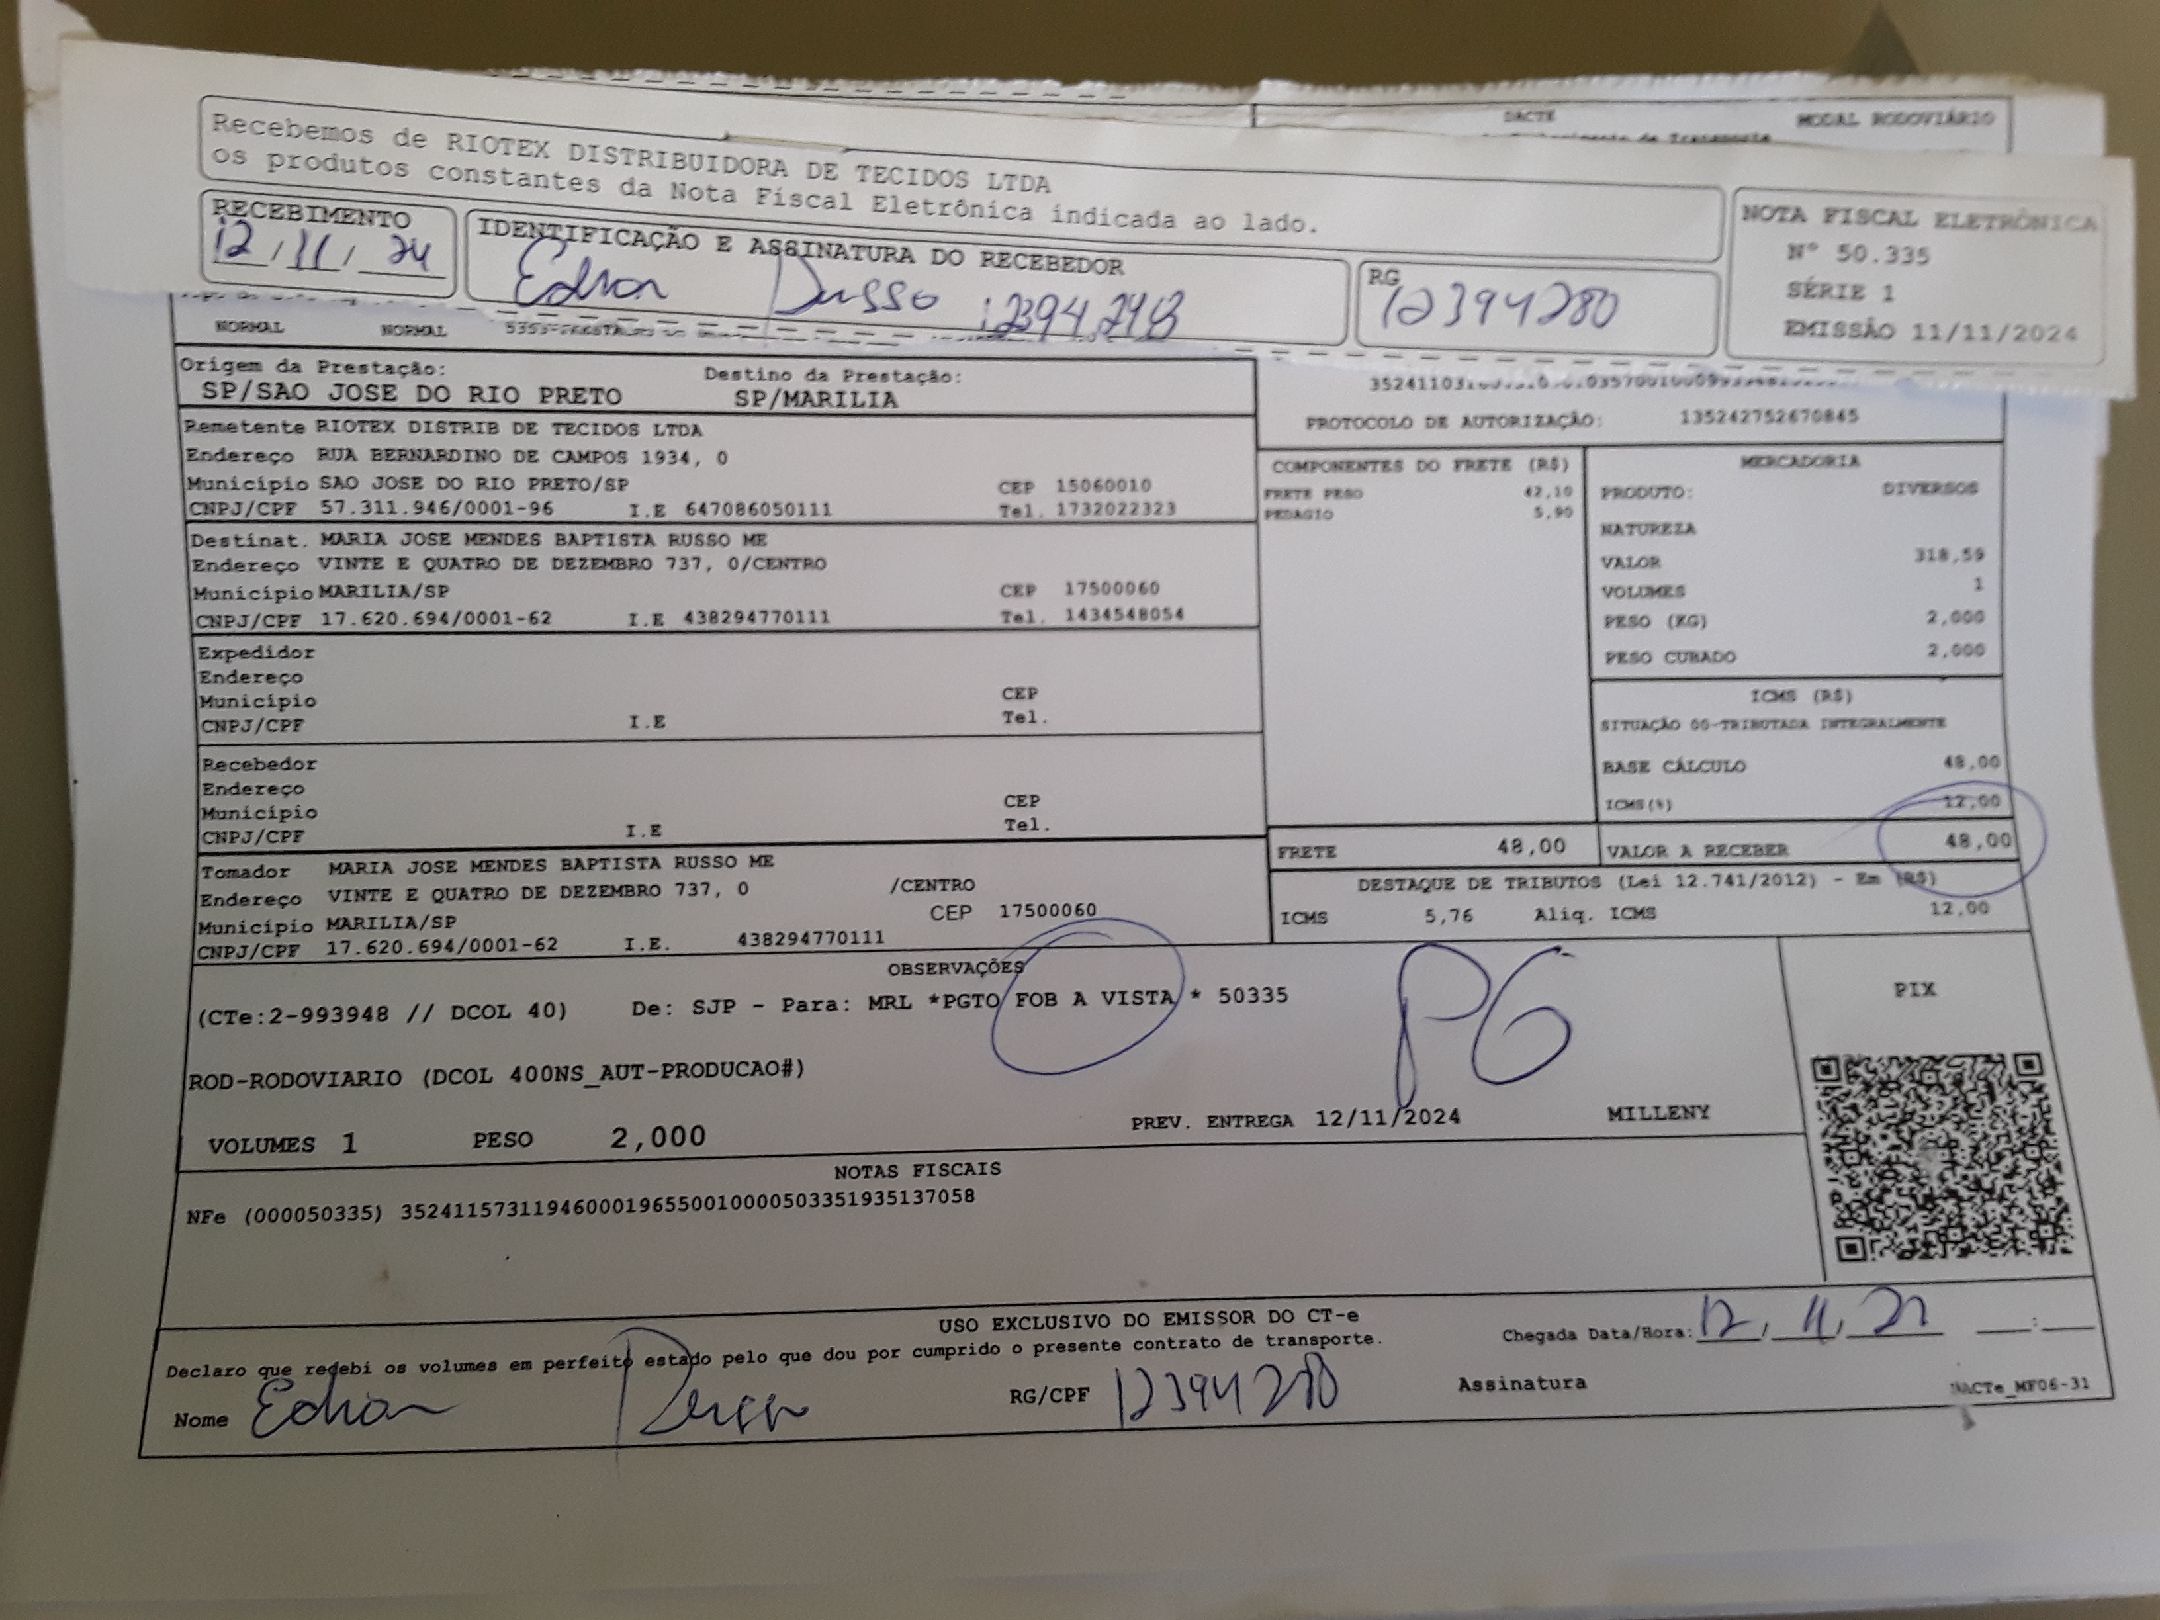 DACTE
MODAL RODOVIÁRIO
Recebemos de RIOTEX DISTRIBUIDORA DE TECIDOS LTDA
os produtos constantes da Nota Fiscal Eletrônica indicada ao lado.
RECEBIMENTO
12/11/24
IDENTIFICAÇÃO E ASSINATURA DO RECEBEDOR
RG
12394280
NOTA FISCAL ELETRÔNICA
Nº 50.335
SÉRIE 1
EMISSÃO 11/11/2024
NORMAL NORMAL
Origem da Prestação: Destino da Prestação:
SP/SAO JOSE DO RIO PRETO SP/MARILIA
PROTOCOLO DE AUTORIZAÇÃO: 135242752670845
Remetente RIOTEX DISTRIB DE TECIDOS LTDA
Endereço RUA BERNARDINO DE CAMPOS 1934, 0
Município SAO JOSE DO RIO PRETO/SP CEP 15060010
CNPJ/CPF 57.311.946/0001-96 I.E 647086050111 Tel. 1732022323
Destinat. MARIA JOSE MENDES BAPTISTA RUSSO ME
Endereço VINTE E QUATRO DE DEZEMBRO 737, 0/CENTRO
Município MARILIA/SP CEP 17500060
CNPJ/CPF 17.620.694/0001-62 I.E 438294770111 Tel. 1434548054
Expedidor
Endereço
Município CEP
CNPJ/CPF I.E Tel.
Recebedor
Endereço
Município CEP
CNPJ/CPF I.E Tel.
Tomador MARIA JOSE MENDES BAPTISTA RUSSO ME
Endereço VINTE E QUATRO DE DEZEMBRO 737, 0 /CENTRO
Município MARILIA/SP CEP 17500060
CNPJ/CPF 17.620.694/0001-62 I.E. 438294770111
COMPONENTES DO FRETE (R$)
FRETE PESO 42,10
PEDAGIO 5,90
MERCADORIA
PRODUTO: DIVERSOS
NATUREZA
VALOR 318,59
VOLUMES 1
PESO (KG) 2,000
PESO CUBADO 2,000
ICMS (R$)
SITUAÇÃO 00-TRIBUTADA INTEGRALMENTE
BASE CÁLCULO 48,00
ICMS(%) 12,00
FRETE 48,00 VALOR A RECEBER 48,00
DESTAQUE DE TRIBUTOS (Lei 12.741/2012) - Em (R$)
ICMS 5,76 Aliq. ICMS 12,00
OBSERVAÇÕES
(CTe:2-993948 // DCOL 40) De: SJP - Para: MRL *PGTO FOB A VISTA * 50335
PG
ROD-RODOVIARIO (DCOL 400NS_AUT-PRODUCAO#)
VOLUMES 1 PESO 2,000 PREV. ENTREGA 12/11/2024 MILLENY
PIX
NOTAS FISCAIS
NFe (000050335) 35241157311946000196550010000503351935137058
USO EXCLUSIVO DO EMISSOR DO CT-e
Declaro que recebi os volumes em perfeito estado pelo que dou por cumprido o presente contrato de transporte.
Chegada Data/Hora: 12, 11, __:__
Nome RG/CPF 12394280 Assinatura
DACTe_MF06-31